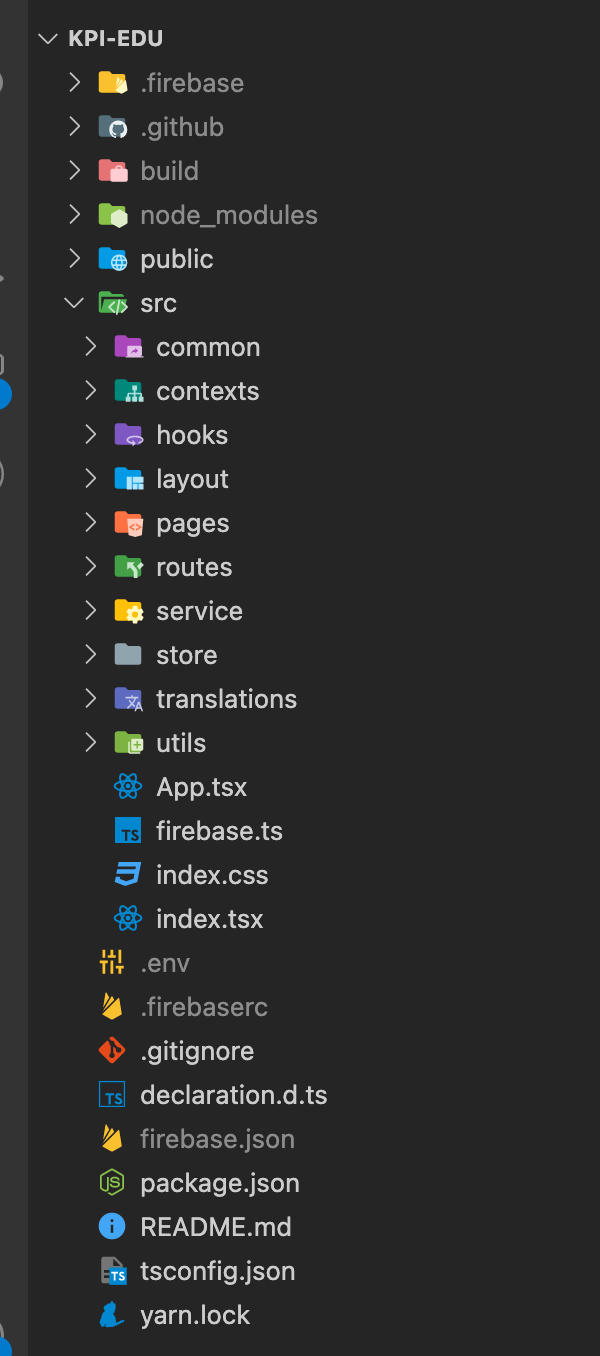 KPI-EDU
.firebase
.github
build
node_modules
public
src
common
contexts
hooks
layout
pages
routes
service
store
translations
utils
App.tsx
firebase.ts
index.css
index.tsx
.env
.firebaserc
.gitignore
declaration.d.ts
firebase.json
package.json
README.md
tsconfig.json
yarn.lock